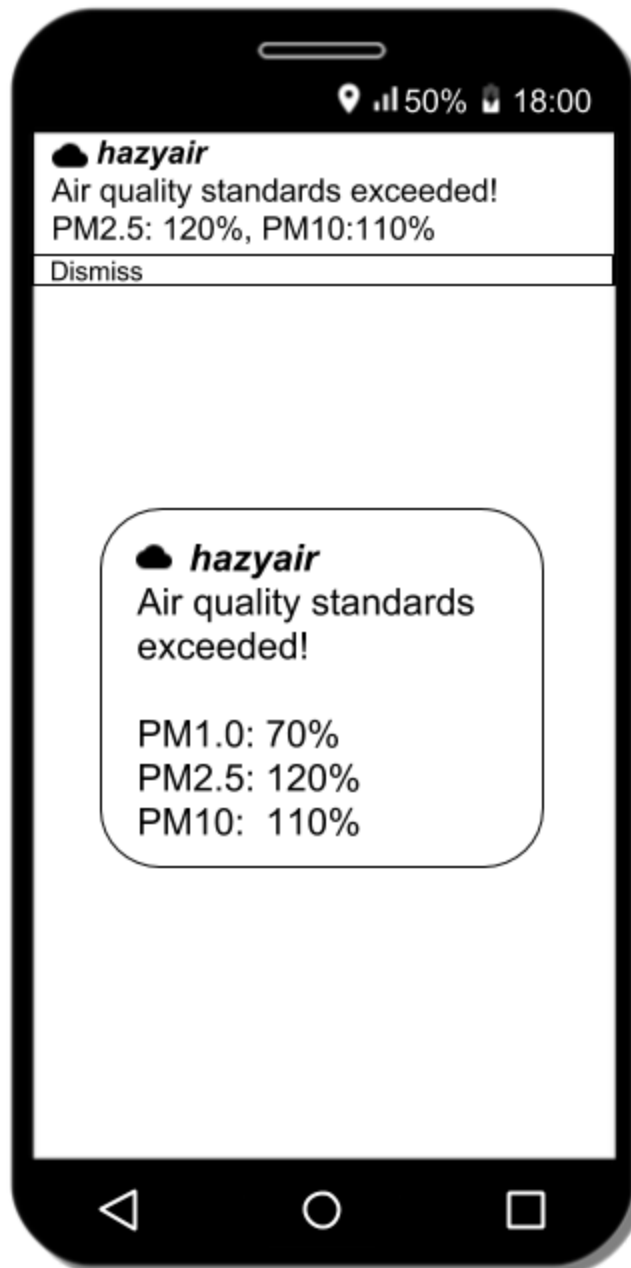 50% 18:00
hazyair
Air quality standards exceeded!
PM2.5: 120%, PM10:110%
Dismiss
hazyair
Air quality standards
exceeded!
PM1.0: 70%
PM2.5: 120%
PM10:  110%